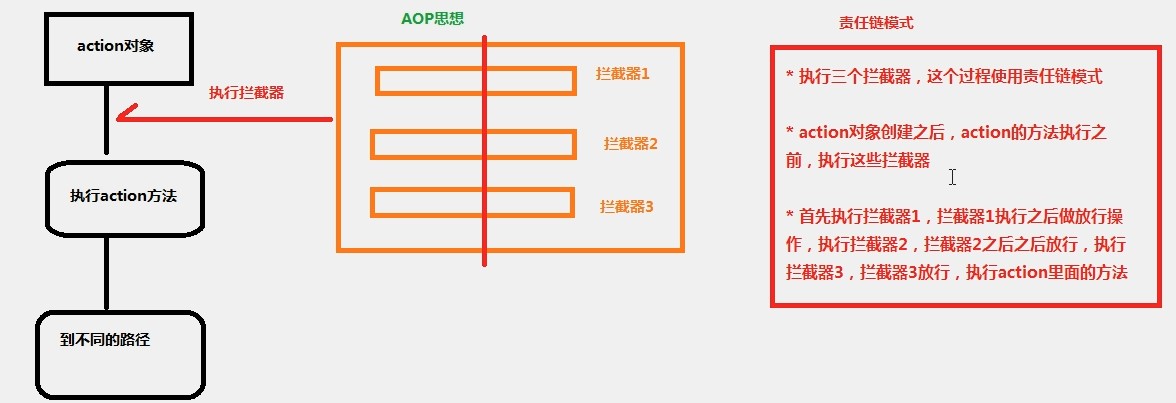 action对象
执行action方法
到不同的路径
执行拦截器
AOP思想
拦截器1
拦截器2
拦截器3
责任链模式
* 执行三个拦截器，这个过程使用责任链模式
* action对象创建之后，action的方法执行之
前，执行这些拦截器
* 首先执行拦截器1，拦截器1执行之后做放行操
作，执行拦截器2，拦截器2之后之后放行，执行
拦截器3，拦截器3放行，执行action里面的方法